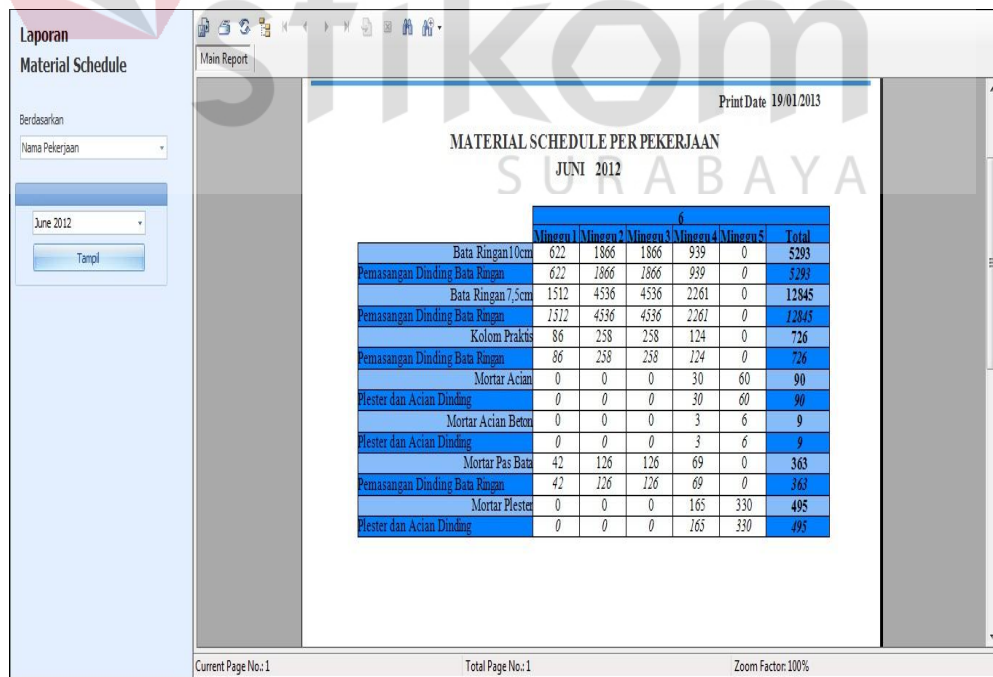 Laporan
Material Schedule
Berdasarkan
Nama Pekerjaan
June 2012
Tampil
Main Report
stikom
SURABAYA
Print Date 19/01/2013
MATERIAL SCHEDULE PER PEKERJAAN
JUNI 2012
6
Minggu 1 Minggu 2 Minggu 3 Minggu 4 Minggu 5 Total
Bata Ringan 10cm 622 1866 1866 939 0 5293
Pemasangan Dinding Bata Ringan 622 1866 1866 939 0 5293
Bata Ringan 7,5cm 1512 4536 4536 2261 0 12845
Pemasangan Dinding Bata Ringan 1512 4536 4536 2261 0 12845
Kolom Praktis 86 258 258 124 0 726
Pemasangan Dinding Bata Ringan 86 258 258 124 0 726
Mortar Acian 0 0 0 30 60 90
Plester dan Acian Dinding 0 0 0 30 60 90
Mortar Acian Beton 0 0 0 3 6 9
Plester dan Acian Dinding 0 0 0 3 6 9
Mortar Pas Bata 42 126 126 69 0 363
Pemasangan Dinding Bata Ringan 42 126 126 69 0 363
Mortar Plester 0 0 0 165 330 495
Plester dan Acian Dinding 0 0 0 165 330 495
Current Page No.: 1 Total Page No.: 1 Zoom Factor: 100%